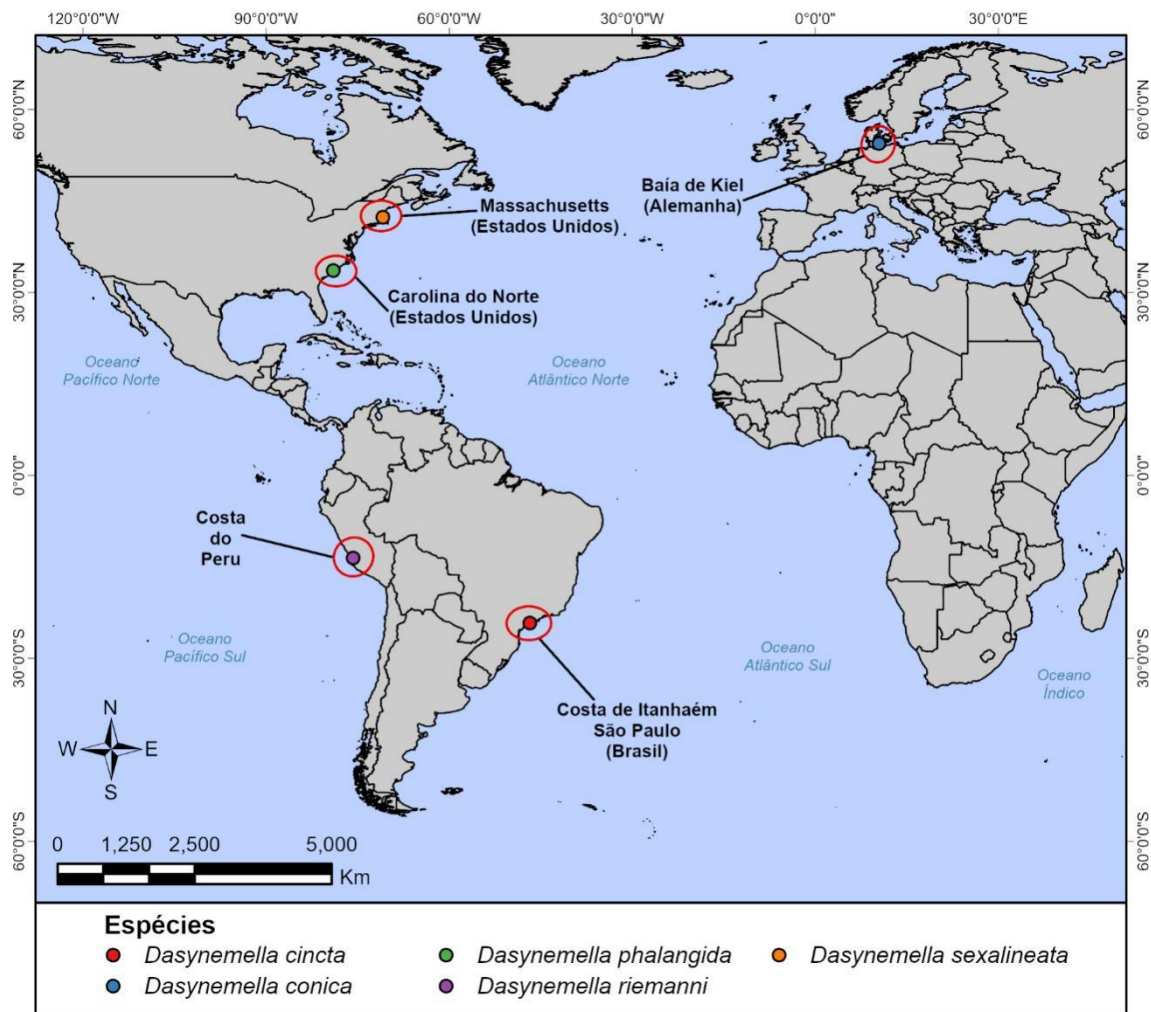 120°0'0"W 90°0'0"W 60°0'0"W 30°0'0"W 0°0'0" 30°0'0"E
60°0'0"N
60°0'0"N
Baía de Kiel
(Alemanha)
Massachusetts
(Estados Unidos)
30°0'0"N
30°0'0"N
Carolina do Norte
(Estados Unidos)
Oceano
Pacífico Norte
Oceano
Atlântico Norte
0°0'0"
0°0'0"
Costa
do
Peru
Oceano
Pacífico Sul
Oceano
Atlântico Sul
Oceano
Índico
30°0'0"S
30°0'0"S
Costa de Itanhaém
São Paulo
(Brasil)
N
W E
S
60°0'0"S
60°0'0"S
0 1,250 2,500 5,000
Km
Espécies
Dasynemella cincta Dasynemella phalangida Dasynemella sexalineata
Dasynemella conica Dasynemella riemanni